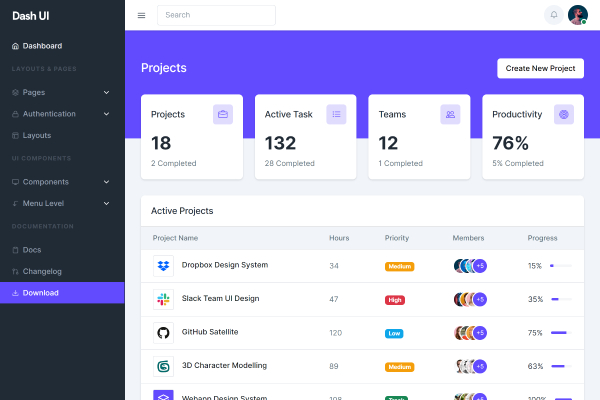 Dash UI
Search
Dashboard
LAYOUTS & PAGES
Pages
Authentication
Layouts
UI COMPONENTS
Components
Menu Level
DOCUMENTATION
Docs
Changelog
Download
Projects
Create New Project
Projects
18
2 Completed
Active Task
132
28 Completed
Teams
12
1 Completed
Productivity
76%
5% Completed
Active Projects
Project Name Hours Priority Members Progress
Dropbox Design System 34 Medium +5 15%
Slack Team UI Design 47 High +5 35%
GitHub Satellite 120 Low +5 75%
3D Character Modelling 89 Medium +5 63%
Webapp Design System 108 Track +5 100%